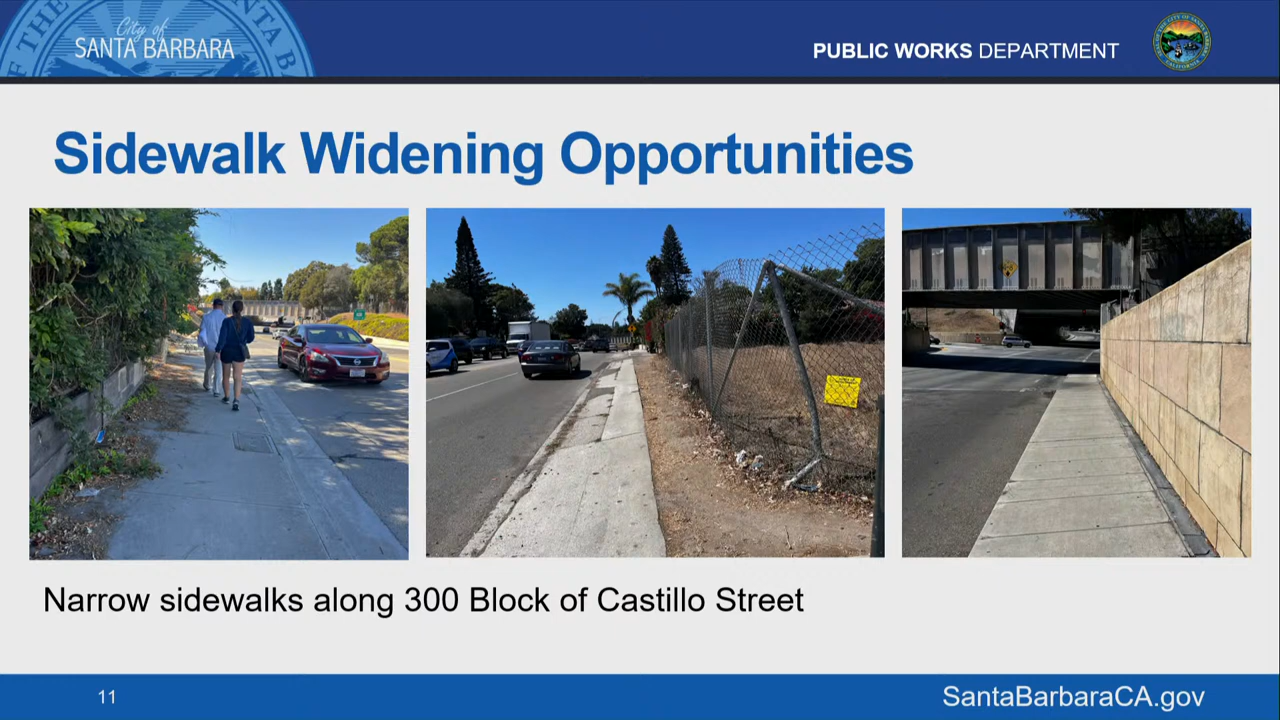 City of
SANTA BARBARA
PUBLIC WORKS DEPARTMENT
Sidewalk Widening Opportunities
Narrow sidewalks along 300 Block of Castillo Street
11
SantaBarbaraCA.gov